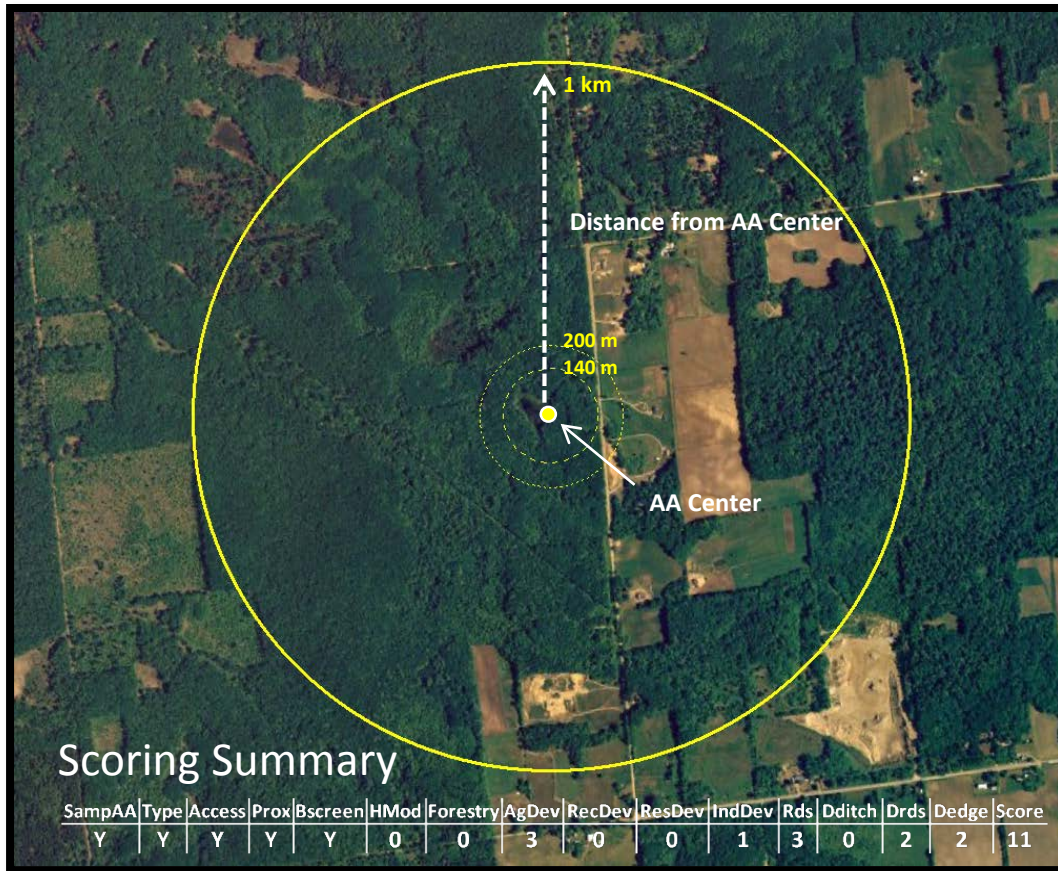 1 km
Distance from AA Center
200 m
140 m
AA Center
Scoring Summary
SampAA Type Access Prox Bscreen HMod Forestry AgDev RecDev ResDev IndDev Rds Dditch Drds Dedge Score
Y Y Y Y Y 0 0 3 0 0 1 3 0 2 2 11